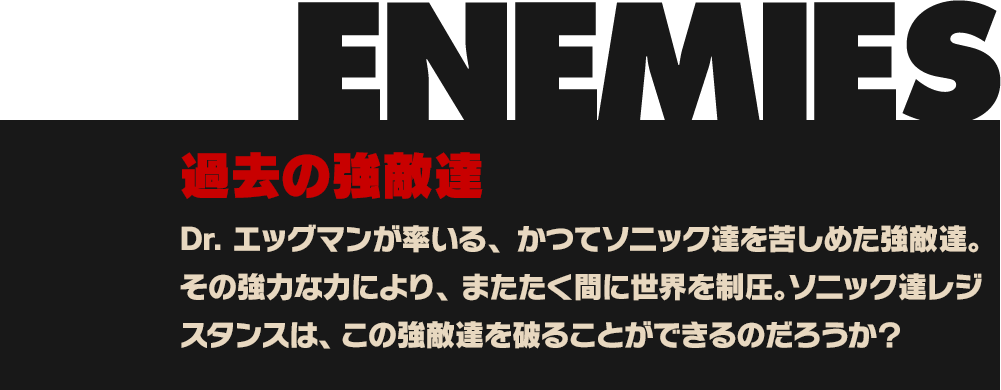 ENEMIES
過去の強敵達
Dr. エッグマンが率いる、かつてソニック達を苦しめた強敵達。
その強力な力により、またたく間に世界を制圧。ソニック達レジ
スタンスは、この強敵達を破ることができるのだろうか？